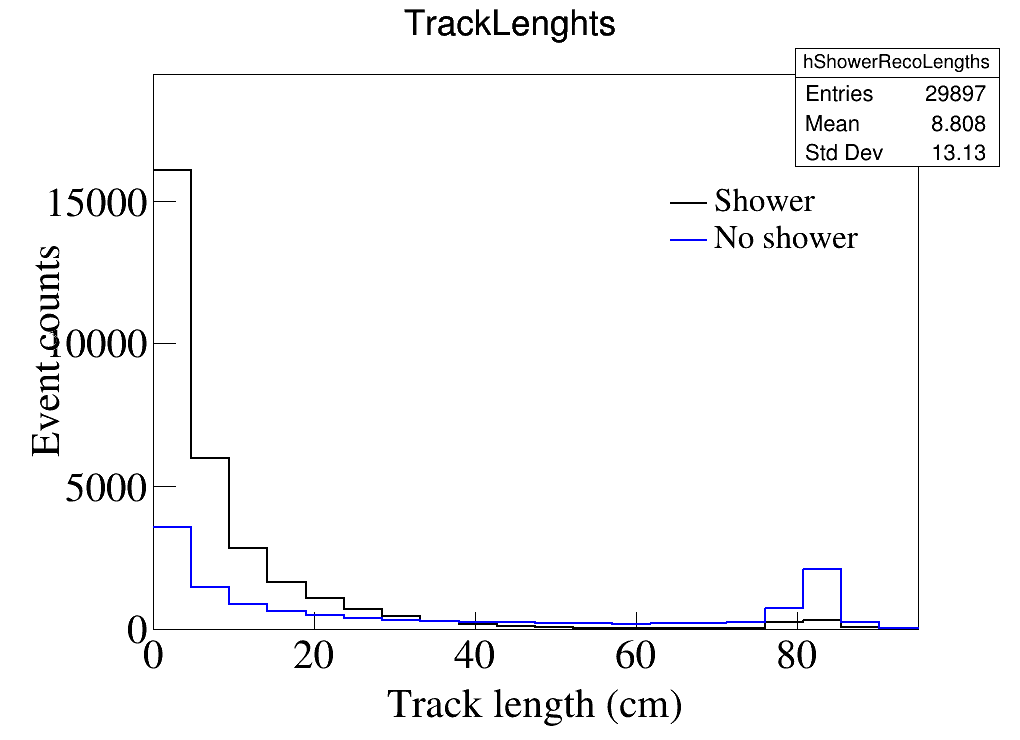 TrackLenghts
hShowerRecoLengths
Entries 29897
Mean 8.808
Std Dev 13.13
Shower
No shower
Event counts
15000
10000
5000
0
0 20 40 60 80
Track length (cm)